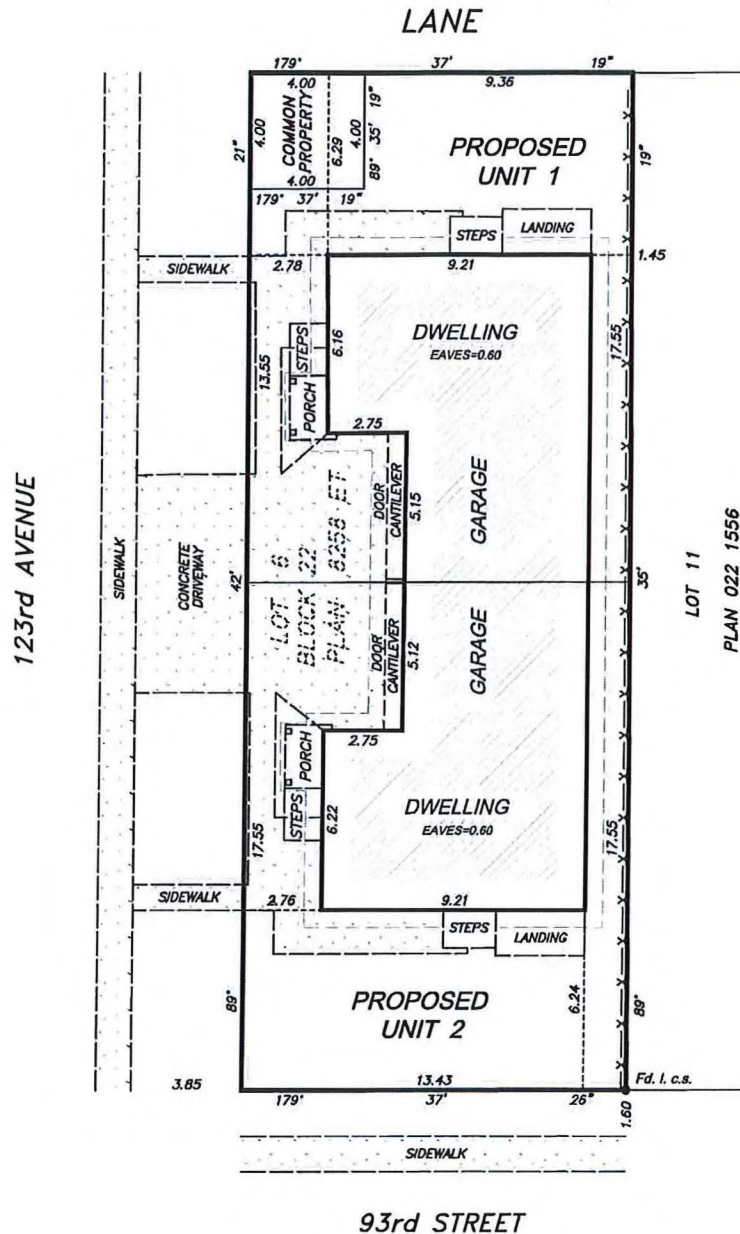 LANE
179° 37' 19"
4.00 9.36
COMMON
PROPERTY
4.00
6.29
4.00
89° 35' 19"
4.00
179° 37' 19"
21"
19"
PROPOSED
UNIT 1
STEPS
LANDING
SIDEWALK
2.78
9.21
1.45
DWELLING
EAVES=0.60
STEPS
6.16
PORCH
13.55
17.55
2.75
DOOR
CANTILEVER
5.15
GARAGE
123rd AVENUE
SIDEWALK
CONCRETE
DRIVEWAY
42'
LOT 6
BLOCK 22
PLAN 8258 ET
35'
LOT 11
PLAN 022 1556
DOOR
CANTILEVER
5.12
GARAGE
2.75
PORCH
STEPS
6.22
DWELLING
EAVES=0.60
17.55
17.55
SIDEWALK
2.76
9.21
STEPS
LANDING
PROPOSED
UNIT 2
6.24
89°
89°
3.85
13.43
Fd. I. c.s.
179° 37' 26"
1.60
SIDEWALK
93rd STREET